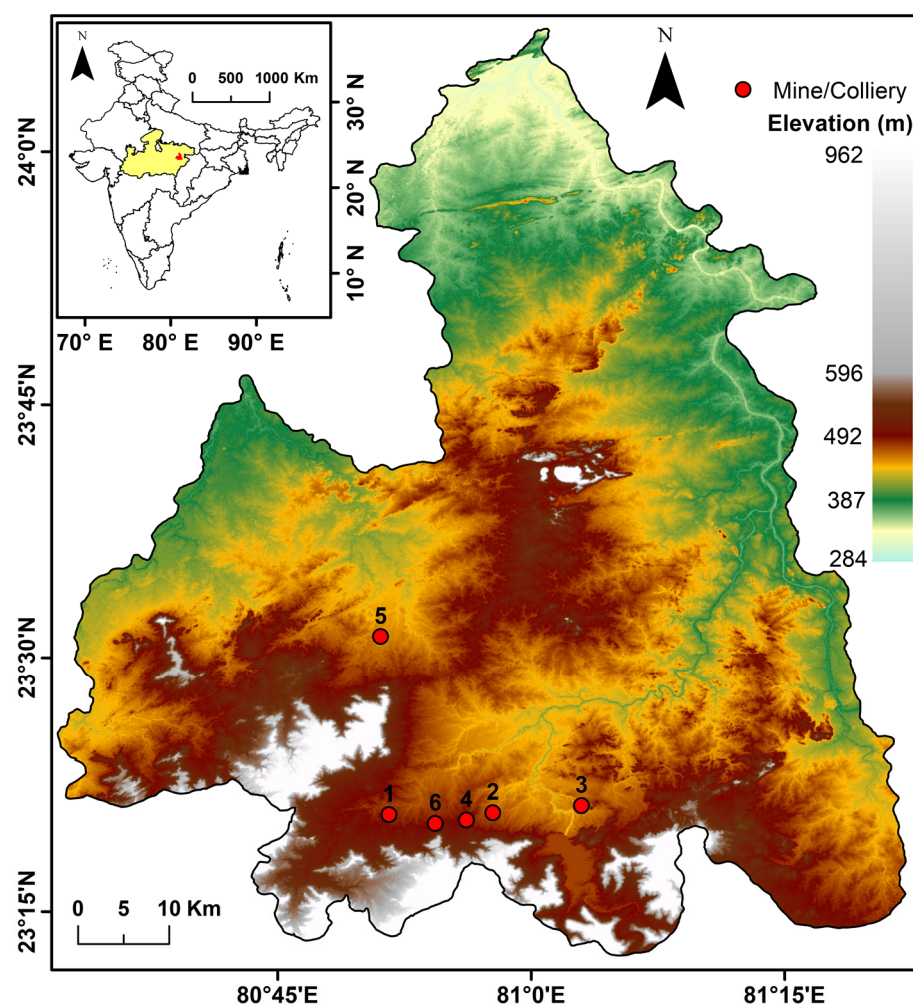 N
0 500 1000 Km
30° N
20° N
10° N
70° E 80° E 90° E
N
Mine/Colliery
Elevation (m)
962
596
492
387
284
24°0'N
23°45'N
23°30'N
23°15'N
5
1
6
4
2
3
0 5 10 Km
80°45'E 81°0'E 81°15'E